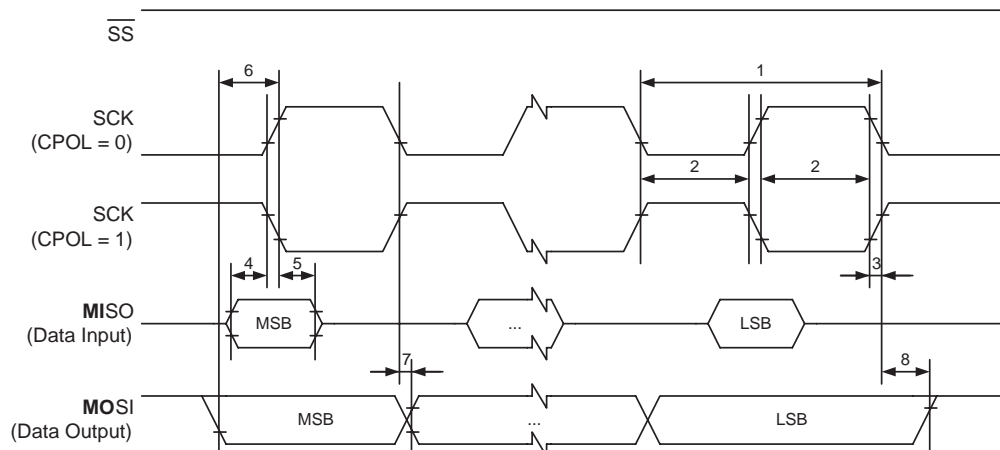 SS
6
1
SCK
(CPOL = 0)
2
2
SCK
(CPOL = 1)
4
5
3
MISO
(Data Input)
MSB
...
LSB
7
8
MOSI
(Data Output)
MSB
...
LSB